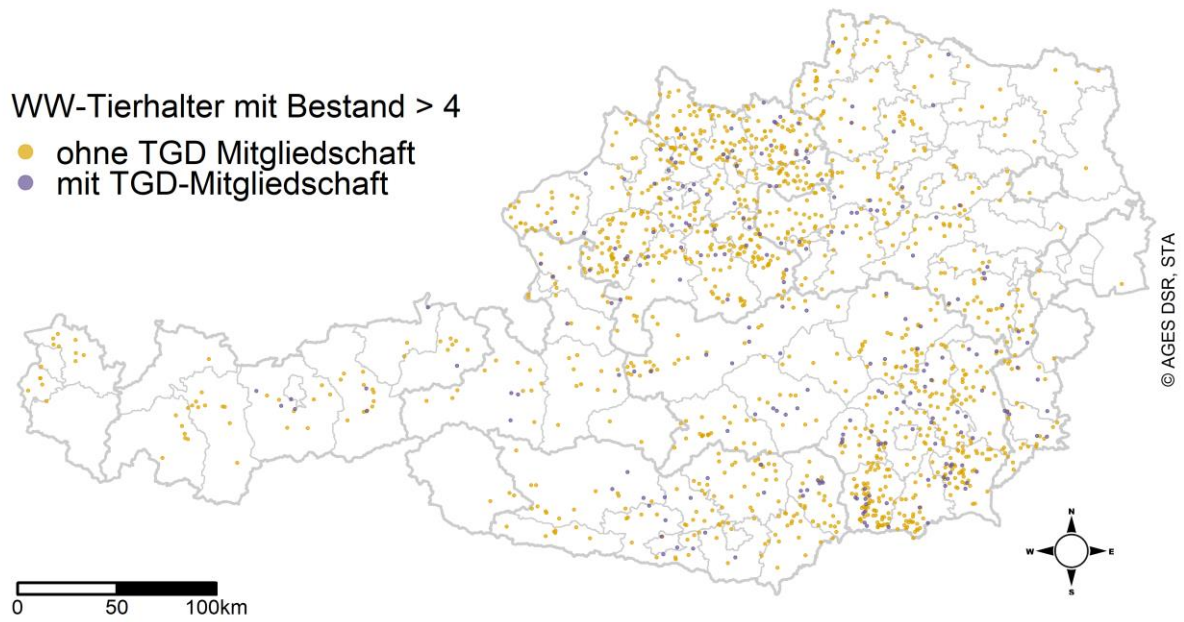 WW-Tierhalter mit Bestand > 4
ohne TGD Mitgliedschaft
mit TGD-Mitgliedschaft
© AGES DSR, STA
N
W E
S
0 50 100km